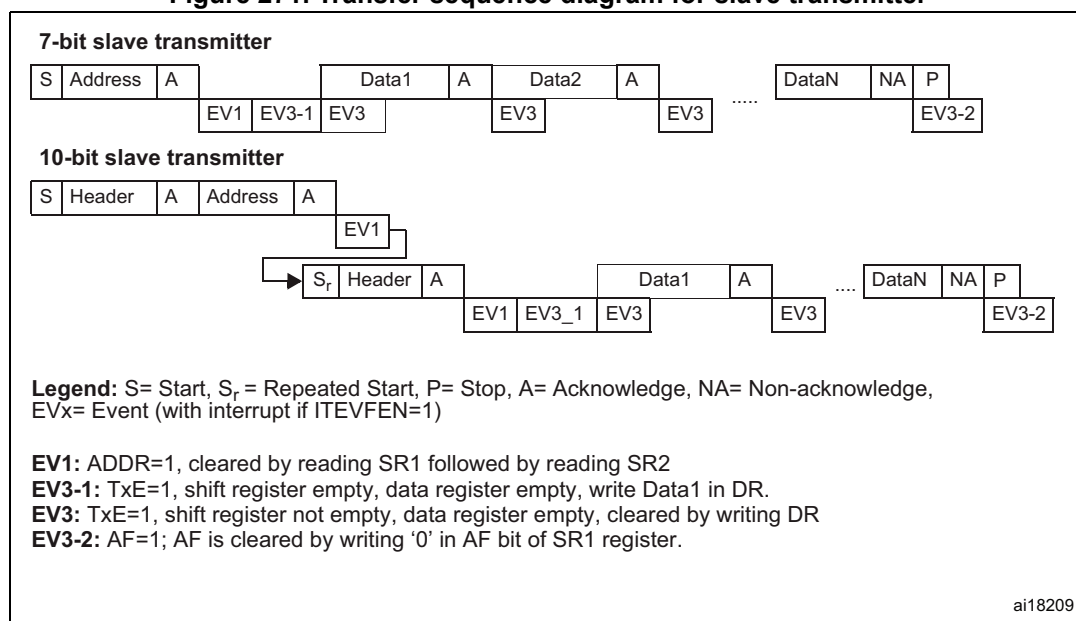 Figure 271. Transfer sequence diagram for slave transmitter
7-bit slave transmitter
S Address A Data1 A Data2 A ..... DataN NA P
EV1 EV3-1 EV3 EV3 EV3 EV3-2
10-bit slave transmitter
S Header A Address A
EV1
Sr Header A Data1 A .... DataN NA P
EV1 EV3_1 EV3 EV3 EV3-2
Legend: S= Start, Sr = Repeated Start, P= Stop, A= Acknowledge, NA= Non-acknowledge,
EVx= Event (with interrupt if ITEVFEN=1)
EV1: ADDR=1, cleared by reading SR1 followed by reading SR2
EV3-1: TxE=1, shift register empty, data register empty, write Data1 in DR.
EV3: TxE=1, shift register not empty, data register empty, cleared by writing DR
EV3-2: AF=1; AF is cleared by writing ‘0’ in AF bit of SR1 register.
ai18209